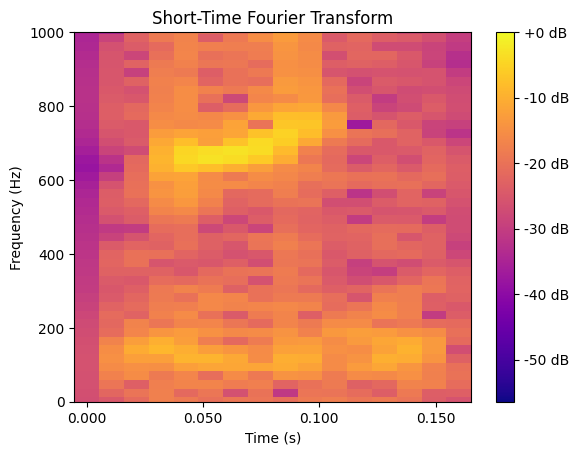 Short-Time Fourier Transform
1000
800
600
400
200
0
Frequency (Hz)
0.000
0.050
0.100
0.150
Time (s)
+0 dB
-10 dB
-20 dB
-30 dB
-40 dB
-50 dB